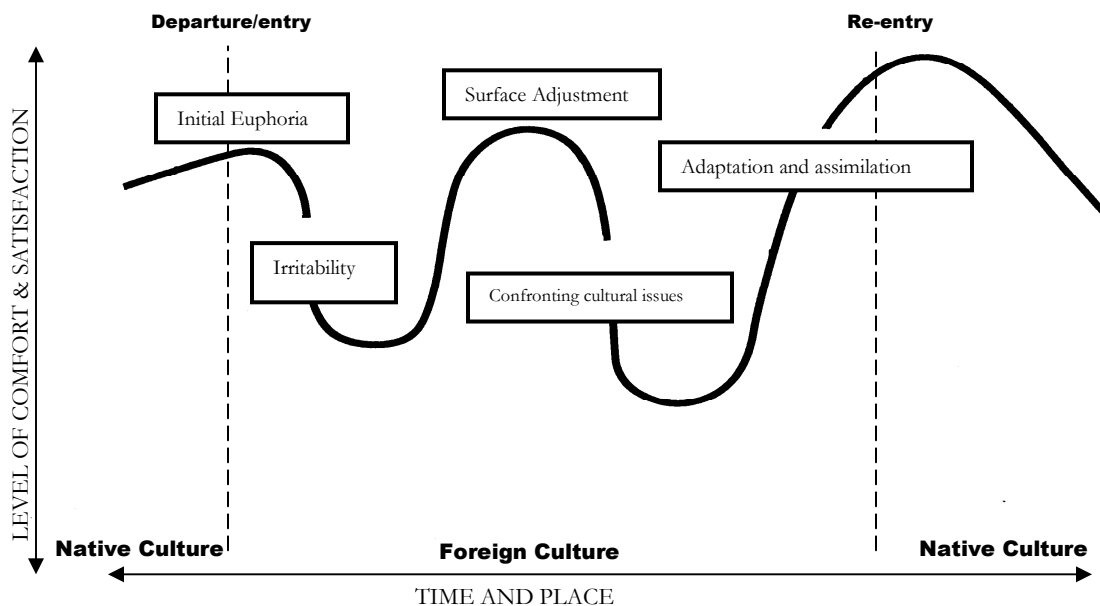 Departure/entry
Re-entry
Initial Euphoria
Surface Adjustment
Adaptation and assimilation
Irritability
Confronting cultural issues
LEVEL OF COMFORT & SATISFACTION
Native Culture
Foreign Culture
Native Culture
TIME AND PLACE